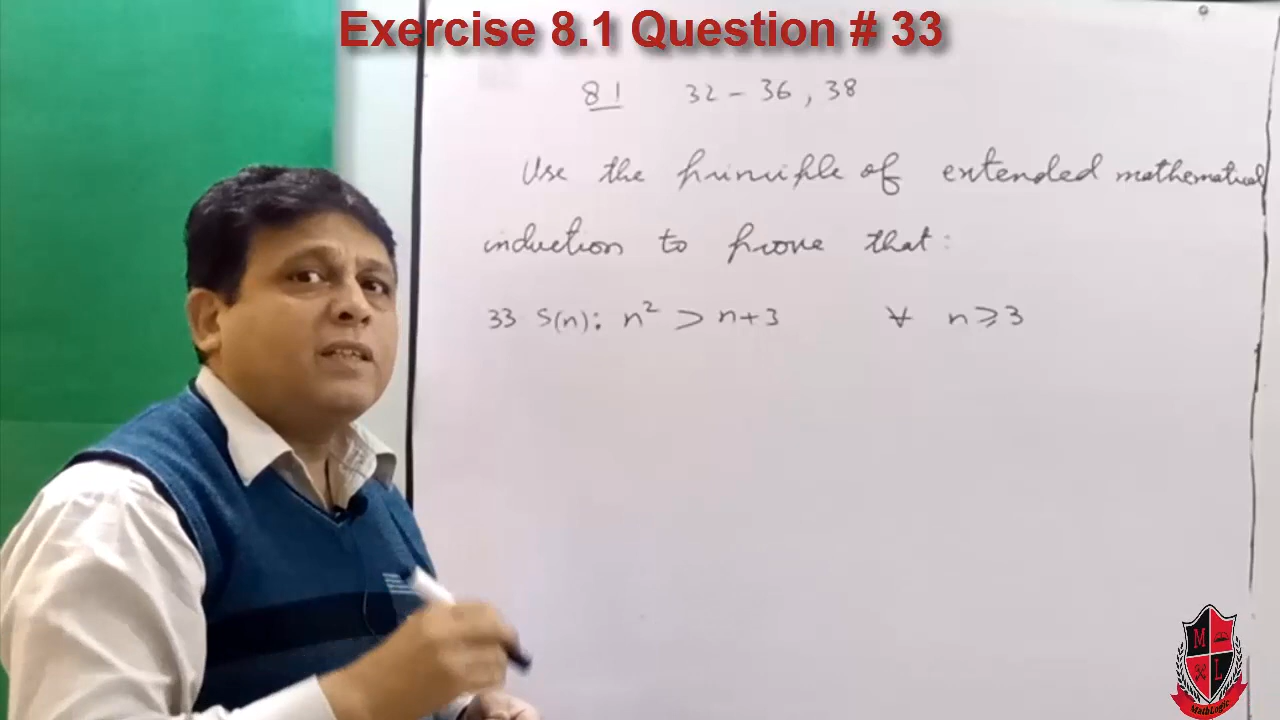 Exercise 8.1 Question # 33
8.1 32 - 36, 38
Use the principle of extended mathematical
induction to prove that:
33 S(n): n² > n+3 ∀ n ⩾ 3
M
L
MathLogic